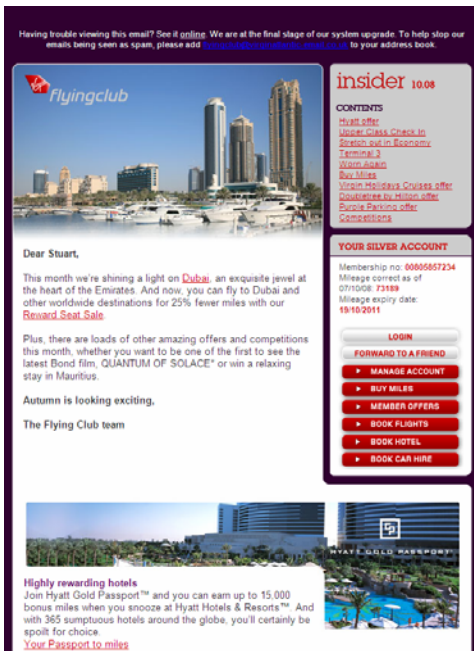 Having trouble viewing this email? See it online. We are at the final stage of our system upgrade. To help stop our
emails being seen as spam, please add to your address book.
flyingclub
insider 10.08
CONTENTS
Hyatt offer
Upper Class Check In
Stretch out in Economy
Terminal 3
Worn Again
Buy Miles
Virgin Holidays Cruises offer
Doubletree by Hilton offer
Purple Parking offer
Competitions
Dear Stuart,
This month we're shining a light on Dubai, an exquisite jewel at
the heart of the Emirates. And now, you can fly to Dubai and
other worldwide destinations for 25% fewer miles with our
Reward Seat Sale.
Plus, there are loads of other amazing offers and competitions
this month, whether you want to be one of the first to see the
latest Bond film, QUANTUM OF SOLACE* or win a relaxing
stay in Mauritius.
Autumn is looking exciting,
The Flying Club team
YOUR SILVER ACCOUNT
Membership no: 00805857234
Mileage correct as of
07/10/08: 73189
Mileage expiry date:
19/10/2011
LOGIN
FORWARD TO A FRIEND
MANAGE ACCOUNT
BUY MILES
MEMBER OFFERS
BOOK FLIGHTS
BOOK HOTEL
BOOK CAR HIRE
GP
HYATT GOLD PASSPORT
Highly rewarding hotels
Join Hyatt Gold Passport™ and you can earn up to 15,000
bonus miles when you snooze at Hyatt Hotels & Resorts™. And
with 365 sumptuous hotels around the globe, you'll certainly be
spoilt for choice.
Your Passport to miles